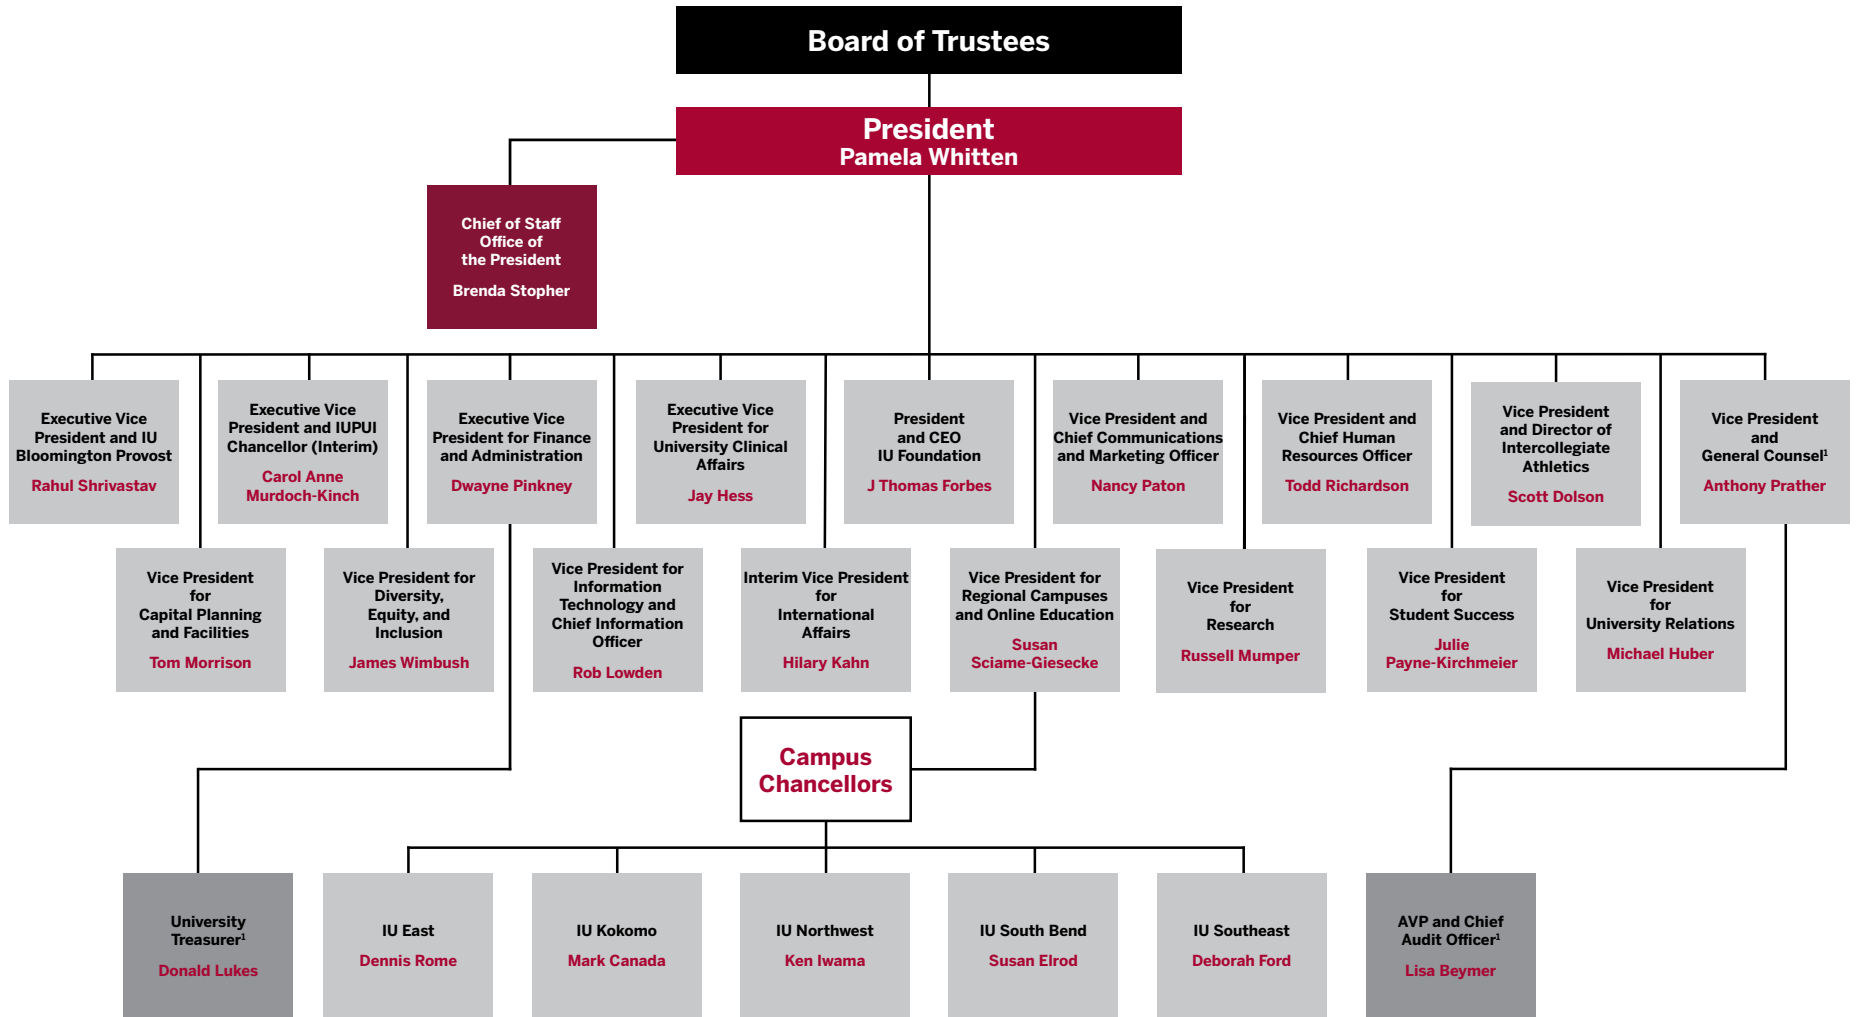 Board of Trustees
President
Pamela Whitten
Chief of Staff
Office of
the President
Brenda Stopher
Executive Vice
President and IU
Bloomington Provost
Rahul Shrivastav
Executive Vice
President and IUPUI
Chancellor (Interim)
Carol Anne
Murdoch-Kinch
Executive Vice
President for Finance
and Administration
Dwayne Pinkney
Executive Vice
President for
University Clinical
Affairs
Jay Hess
President
and CEO
IU Foundation
J Thomas Forbes
Vice President and
Chief Communications
and Marketing Officer
Nancy Paton
Vice President and
Chief Human
Resources Officer
Todd Richardson
Vice President
and Director of
Intercollegiate
Athletics
Scott Dolson
Vice President
and
General Counsel¹
Anthony Prather
Vice President
for
Capital Planning
and Facilities
Tom Morrison
Vice President for
Diversity,
Equity, and
Inclusion
James Wimbush
Vice President for
Information
Technology and
Chief Information
Officer
Rob Lowden
Interim Vice President
for
International
Affairs
Hilary Kahn
Vice President for
Regional Campuses
and Online Education
Susan
Sciame-Giesecke
Vice President
for
Research
Russell Mumper
Vice President
for
Student Success
Julie
Payne-Kirchmeier
Vice President
for
University Relations
Michael Huber
Campus
Chancellors
University
Treasurer¹
Donald Lukes
IU East
Dennis Rome
IU Kokomo
Mark Canada
IU Northwest
Ken Iwama
IU South Bend
Susan Elrod
IU Southeast
Deborah Ford
AVP and Chief
Audit Officer¹
Lisa Beymer